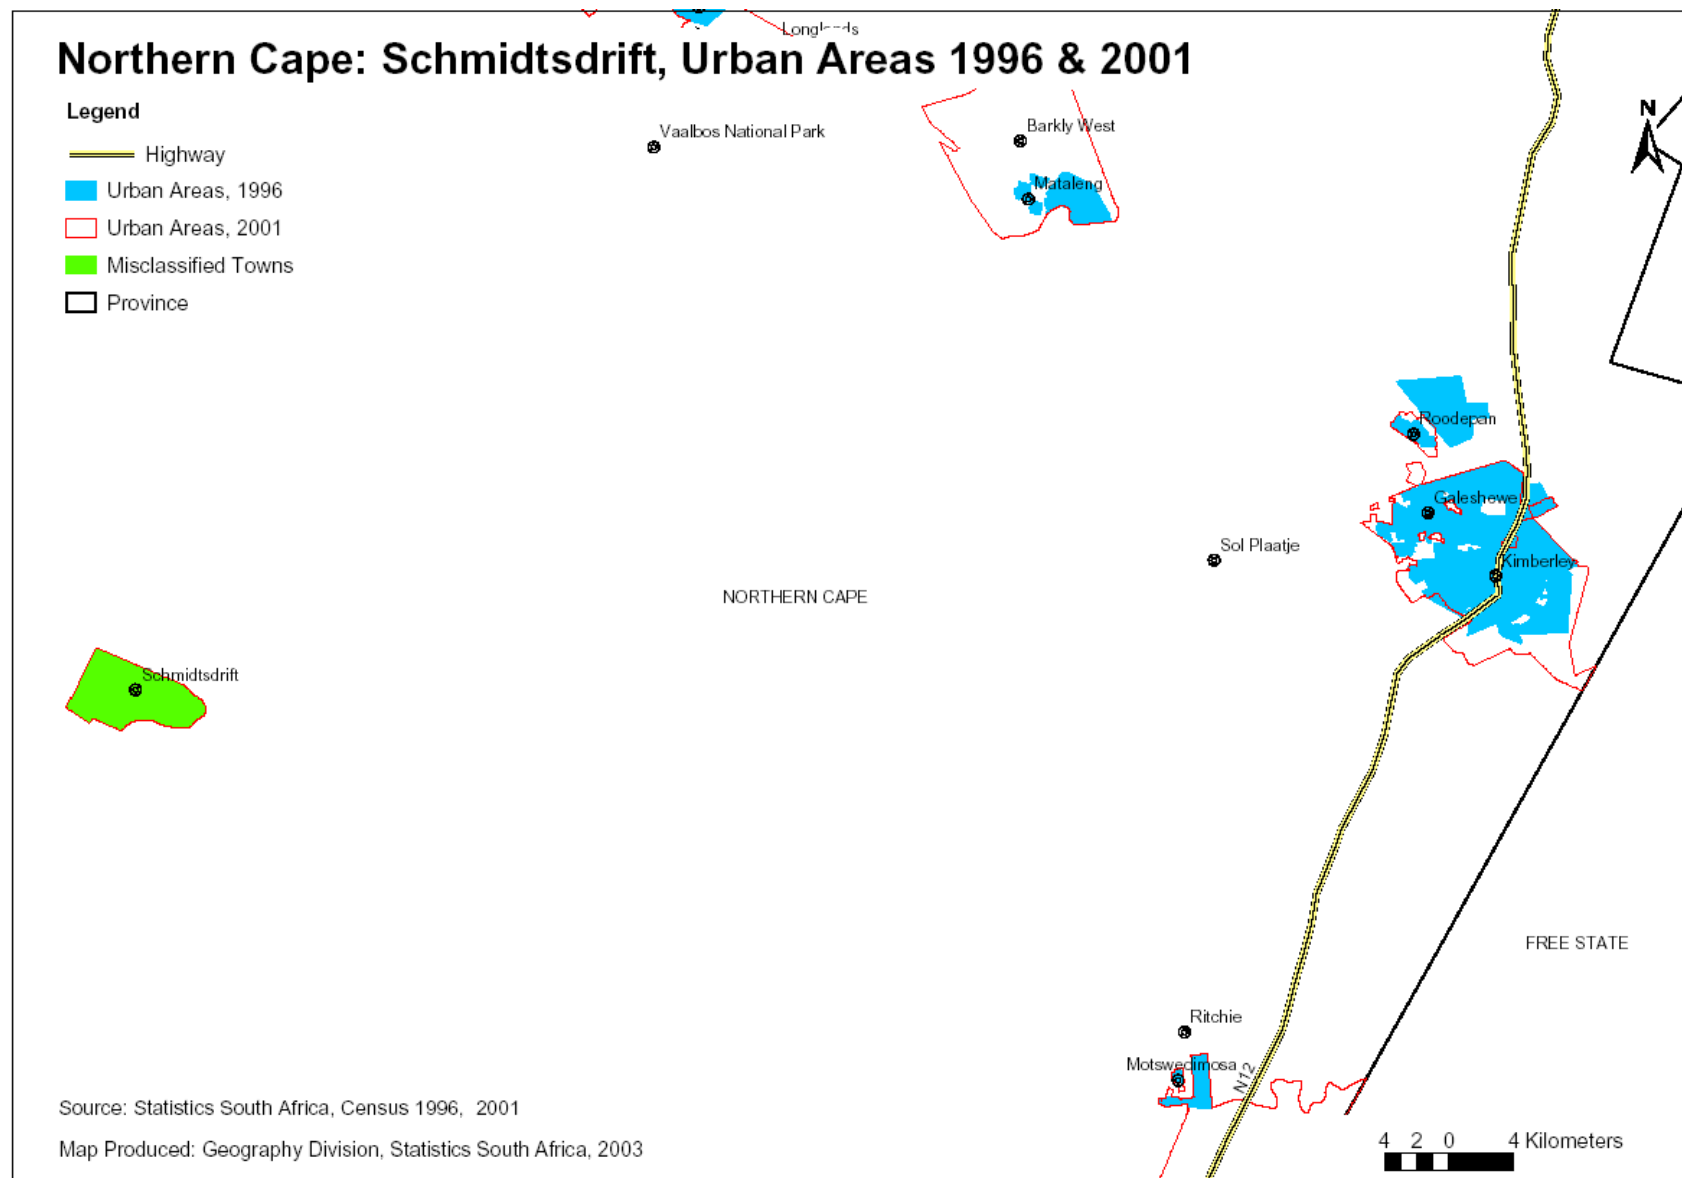 Northern Cape: Schmidtsdrift, Urban Areas 1996 & 2001
Legend
Highway
Urban Areas, 1996
Urban Areas, 2001
Misclassified Towns
Province
Vaalbos National Park
Barkly West
Mataleng
N
Roodepan
Galeshewe
Sol Plaatje
Kimberley
NORTHERN CAPE
Schmidtsdrift
FREE STATE
Ritchie
Motswedimosa
N12
Source: Statistics South Africa, Census 1996, 2001
Map Produced: Geography Division, Statistics South Africa, 2003
4 2 0 4 Kilometers